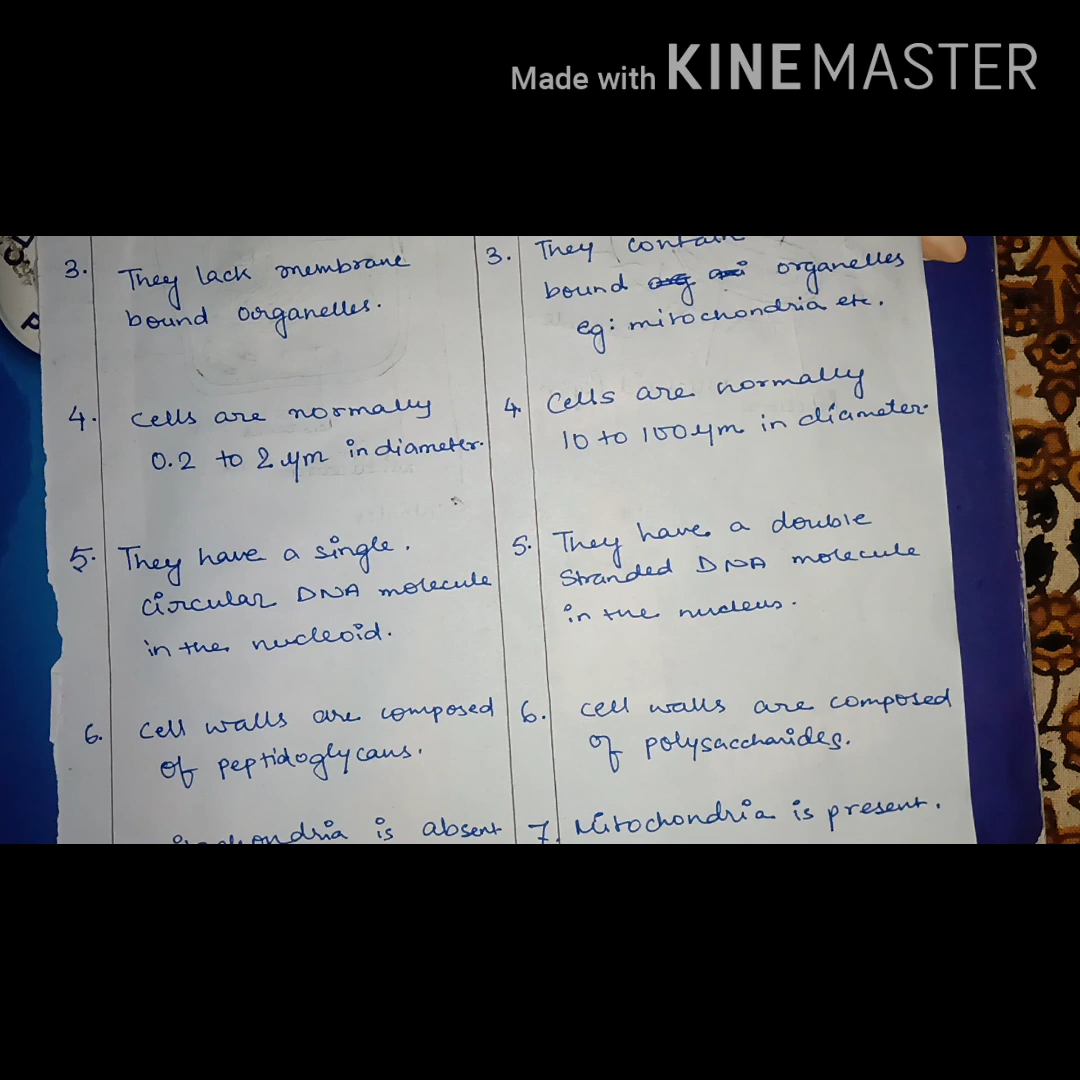 Made with KINEMASTER
3. They lack membrane
bound organelles.
4. Cells are normally
0.2 to 2 µm in diameter.
5. They have a single.
circular DNA molecule
in the nucleoid.
6. cell walls are composed
of peptidoglycans.
is absent
3. They contain
bound organelles
eg: mitochondria etc.
4. Cells are normally
10 to 100 µm in diameter.
5. They have a double
stranded DNA molecule
in the nucleus.
6. cell walls are composed
of polysaccharides.
7. Mitochondria is present.